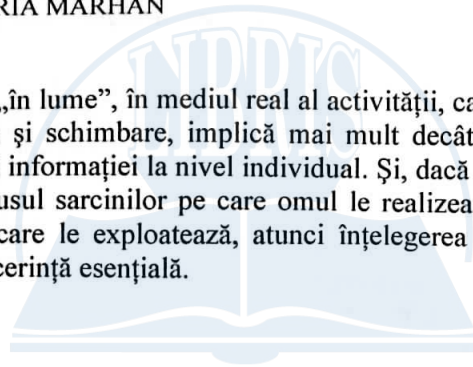 RIA MARHAN
„în lume”, în mediul real al activității, ca
și schimbare, implică mai mult decât
informației la nivel individual. Și, dacă
usul sarcinilor pe care omul le realizea
care le exploatează, atunci înțelegerea
cerință esențială.
LIBRIS